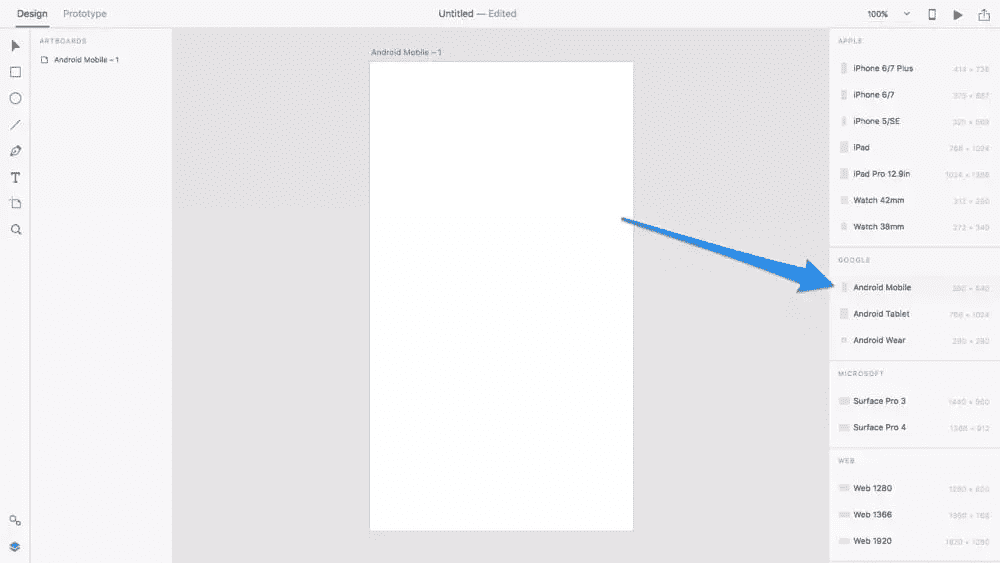 Design Prototype Untitled — Edited 100%
ARTBOARDS
Android Mobile – 1
Android Mobile – 1
APPLE
iPhone 6/7 Plus 414 × 736
iPhone 6/7 375 × 667
iPhone 5/SE 320 × 568
iPad 768 × 1024
iPad Pro 12.9in 1024 × 1366
Watch 42mm 312 × 390
Watch 38mm 272 × 340
GOOGLE
Android Mobile 360 × 640
Android Tablet 768 × 1024
Android Wear 280 × 280
MICROSOFT
Surface Pro 3 1440 × 960
Surface Pro 4 1368 × 912
WEB
Web 1280 1280 × 800
Web 1366 1366 × 768
Web 1920 1920 × 1080
T